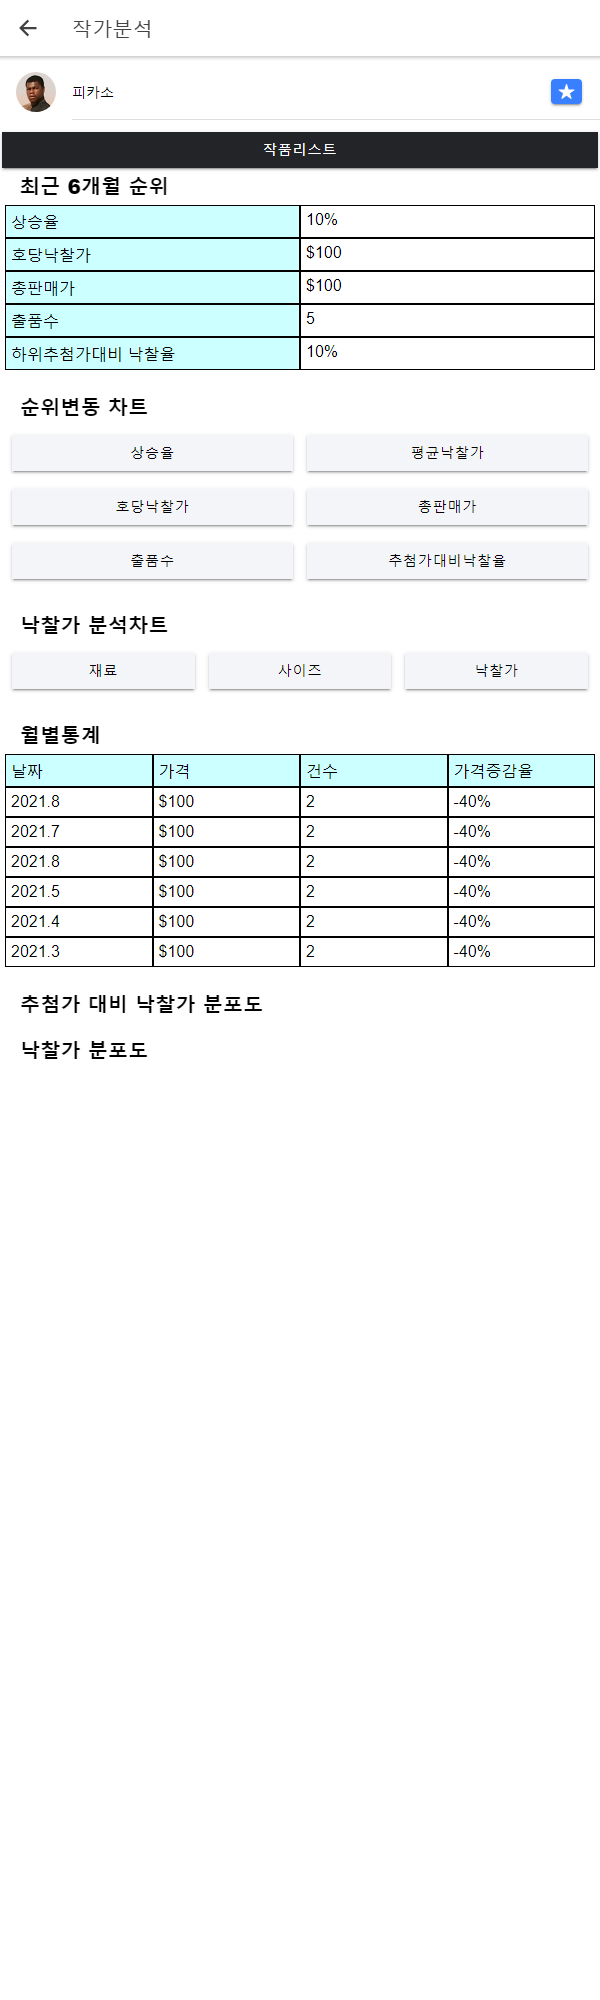 작가분석
피카소
작품리스트
최근 6개월 순위
상승율 10%
호당낙찰가 $100
총판매가 $100
출품수 5
하위추첨가대비 낙찰율 10%
순위변동 차트
상승율 평균낙찰가
호당낙찰가 총판매가
출품수 추첨가대비낙찰율
낙찰가 분석차트
재료 사이즈 낙찰가
월별통계
날짜 가격 건수 가격증감율
2021.8 $100 2 -40%
2021.7 $100 2 -40%
2021.8 $100 2 -40%
2021.5 $100 2 -40%
2021.4 $100 2 -40%
2021.3 $100 2 -40%
추첨가 대비 낙찰가 분포도
낙찰가 분포도